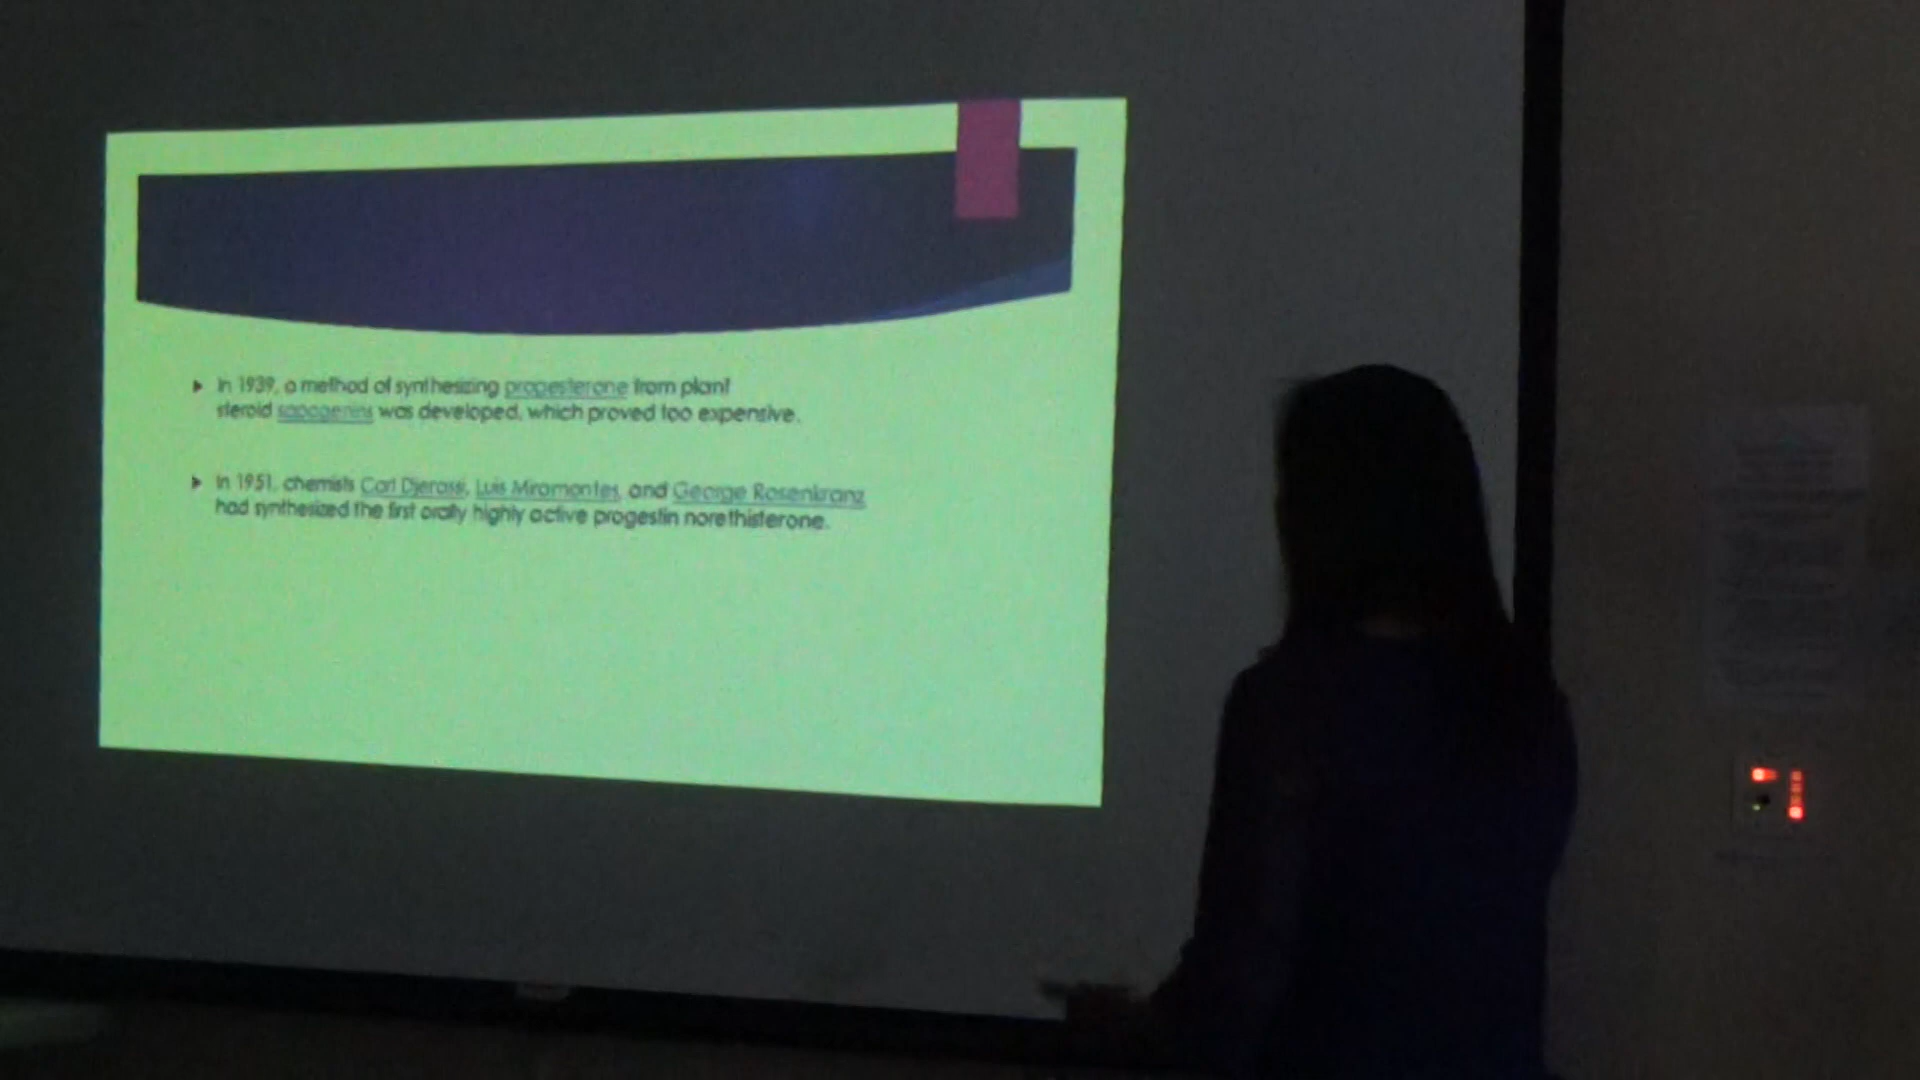 In 1939, a method of synthesizing progesterone from plant
steroid sapogenins was developed, which proved too expensive.
In 1951, chemists Carl Djerassi, Luis Miramontes, and George Rosenkranz
had synthesized the first orally highly active progestin norethisterone.